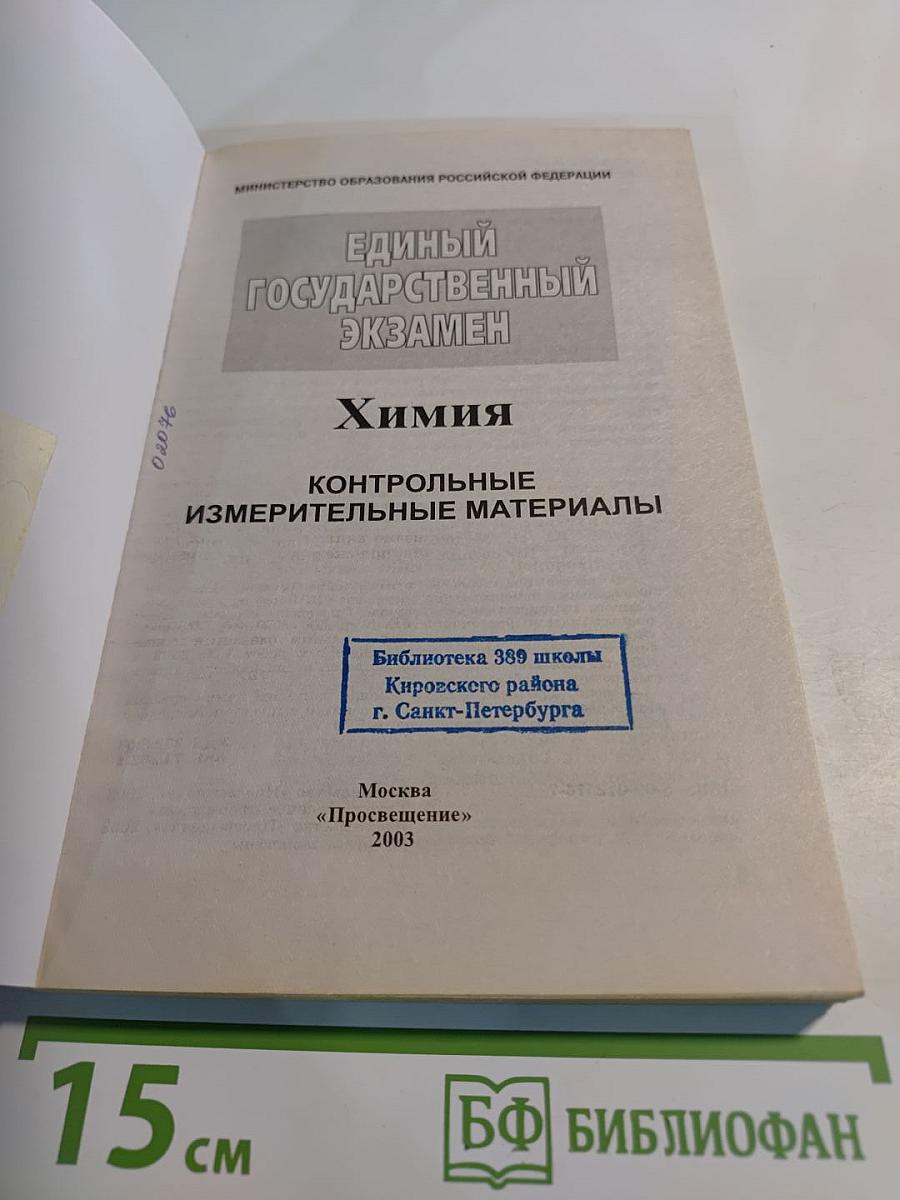 МИНИСТЕРСТВО ОБРАЗОВАНИЯ РОССИЙСКОЙ ФЕДЕРАЦИИ
ЕДИНЫЙ
ГОСУДАРСТВЕННЫЙ
ЭКЗАМЕН
Химия
02076
КОНТРОЛЬНЫЕ
ИЗМЕРИТЕЛЬНЫЕ МАТЕРИАЛЫ
Библиотека 389 школы
Кировского района
г. Санкт-Петербурга
Москва
«Просвещение»
2003
15 см
БФ БИБЛИОФАН